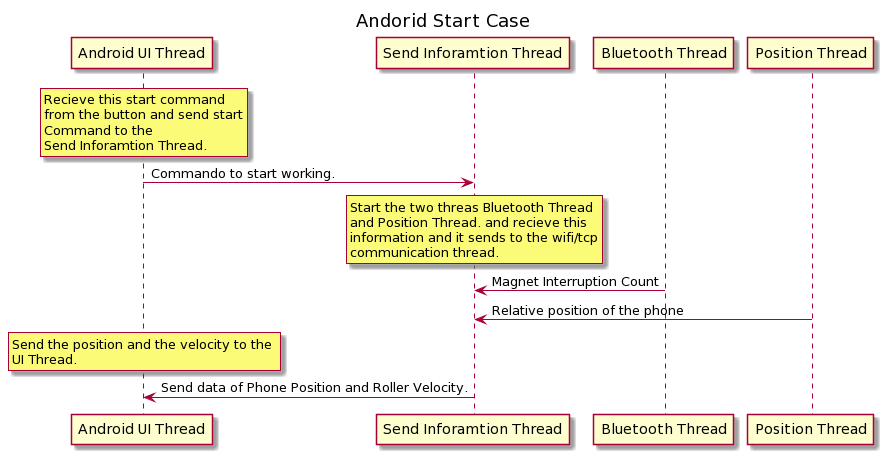 Andorid Start Case
Android UI Thread
Send Inforamtion Thread
Bluetooth Thread
Position Thread
Recieve this start command
from the button and send start
Command to the
Send Inforamtion Thread.
Commando to start working.
Start the two threas Bluetooth Thread
and Position Thread. and recieve this
information and it sends to the wifi/tcp
communication thread.
Magnet Interruption Count
Relative position of the phone
Send the position and the velocity to the
UI Thread.
Send data of Phone Position and Roller Velocity.
Android UI Thread
Send Inforamtion Thread
Bluetooth Thread
Position Thread